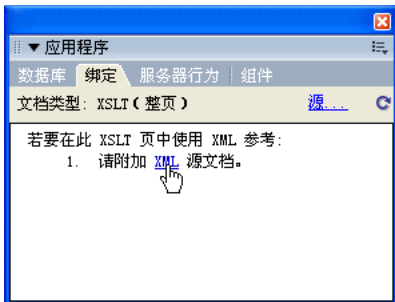 ▼ 应用程序
数据库 绑定 服务器行为 组件
文档类型: XSLT(整页) 源...
若要在此 XSLT 页中使用 XML 参考:
1. 请附加 XML 源文档。